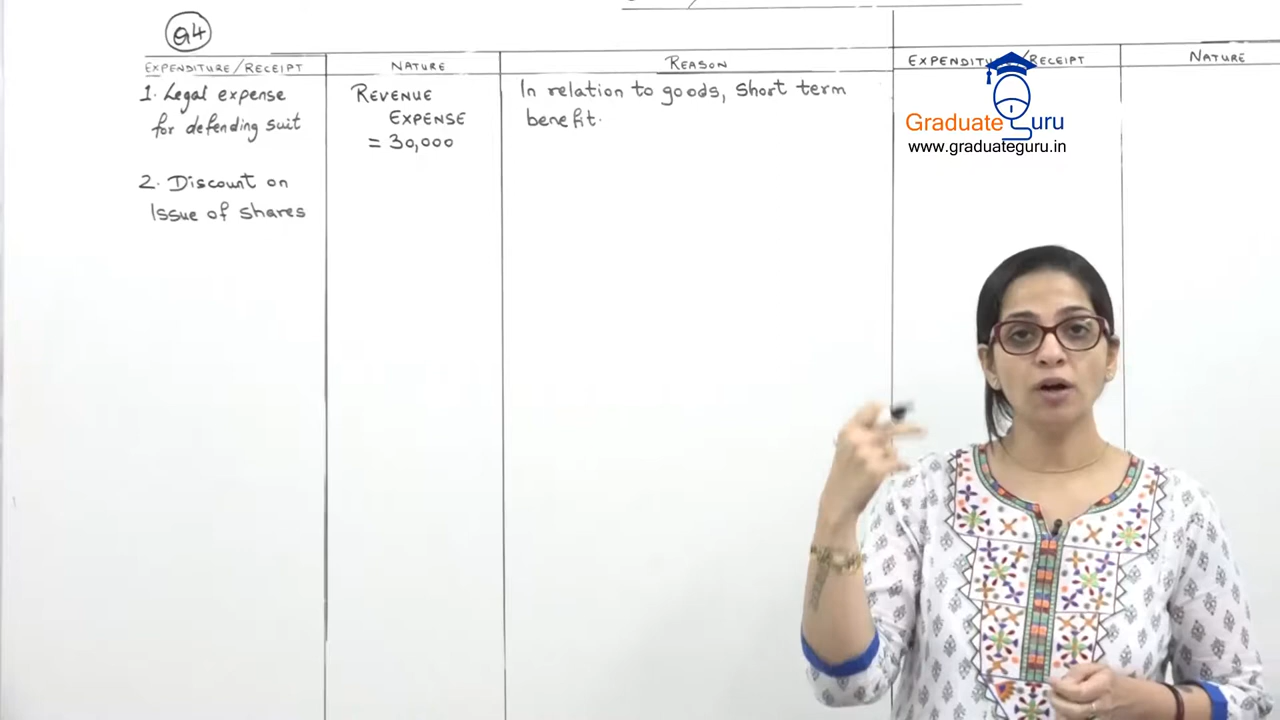 Q4
EXPENDITURE/RECEIPT NATURE REASON EXPENDITURE/RECEIPT NATURE
1. Legal expense for defending suit
REVENUE EXPENSE = 30,000
In relation to goods, short term benefit.
2. Discount on Issue of shares
Graduate Guru
www.graduateguru.in